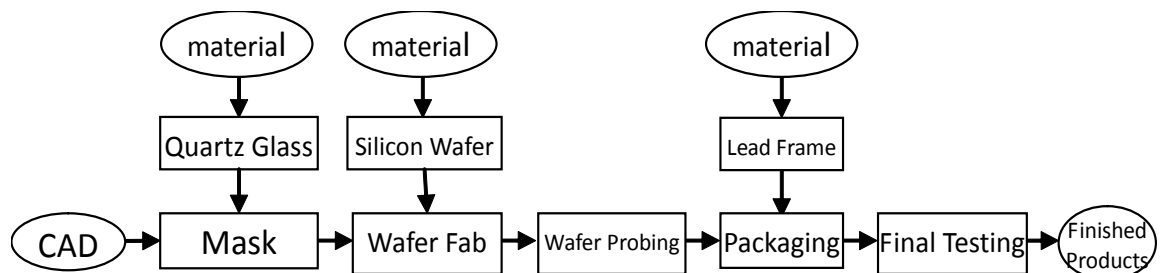 material
material
material
Quartz Glass
Silicon Wafer
Lead Frame
CAD
Mask
Wafer Fab
Wafer Probing
Packaging
Final Testing
Finished
Products